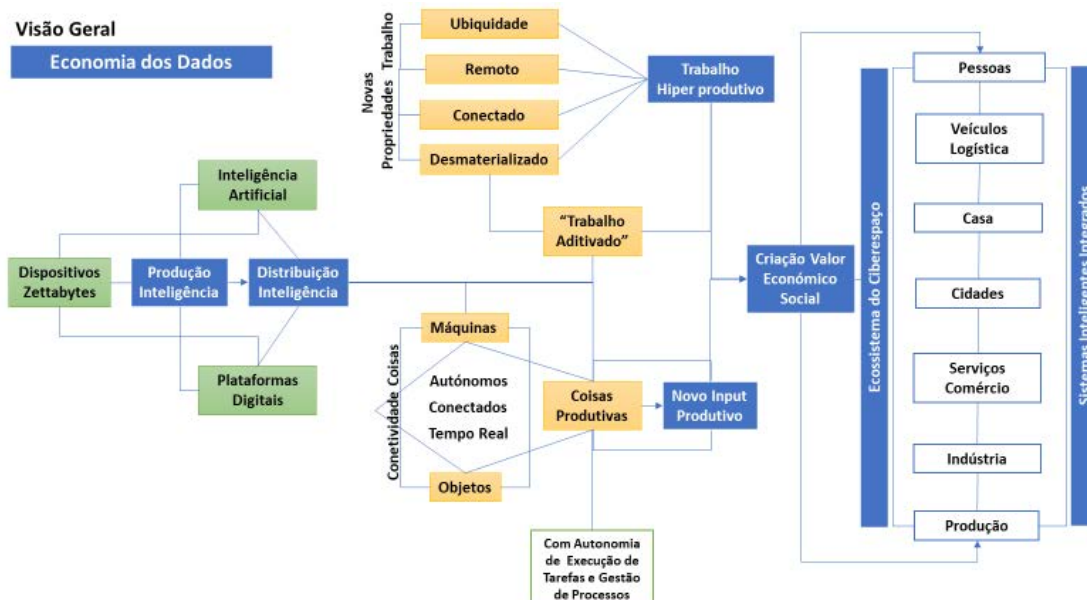 Visão Geral
Economia dos Dados
Novas
Propriedades Trabalho
Ubiquidade
Remoto
Conectado
Desmaterializado
Trabalho
Hiper produtivo
"Trabalho
Aditivado"
Inteligência
Artificial
Dispositivos
Zettabytes
Produção
Inteligência
Distribuição
Inteligência
Plataformas
Digitais
Conetividade Coisas
Máquinas
Autónomos
Conectados
Tempo Real
Objetos
Coisas
Produtivas
Novo Input
Produtivo
Com Autonomia
de Execução de
Tarefas e Gestão
de Processos
Criação Valor
Económico
Social
Ecossistema do Ciberespaço
Pessoas
Veículos
Logística
Casa
Cidades
Serviços
Comércio
Indústria
Produção
Sistemas Inteligentes Integrados